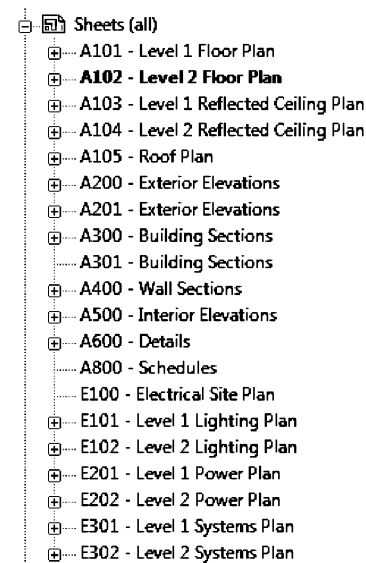 Sheets (all)
A101 - Level 1 Floor Plan
A102 - Level 2 Floor Plan
A103 - Level 1 Reflected Ceiling Plan
A104 - Level 2 Reflected Ceiling Plan
A105 - Roof Plan
A200 - Exterior Elevations
A201 - Exterior Elevations
A300 - Building Sections
A301 - Building Sections
A400 - Wall Sections
A500 - Interior Elevations
A600 - Details
A800 - Schedules
E100 - Electrical Site Plan
E101 - Level 1 Lighting Plan
E102 - Level 2 Lighting Plan
E201 - Level 1 Power Plan
E202 - Level 2 Power Plan
E301 - Level 1 Systems Plan
E302 - Level 2 Systems Plan